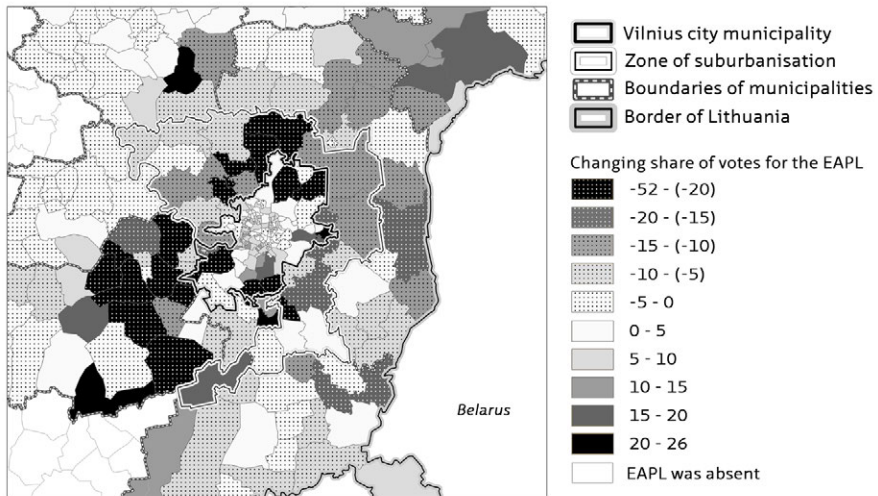 Vilnius city municipality
Zone of suburbanisation
Boundaries of municipalities
Border of Lithuania
Changing share of votes for the EAPL
-52 - (-20)
-20 - (-15)
-15 - (-10)
-10 - (-5)
-5 - 0
0 - 5
5 - 10
10 - 15
15 - 20
20 - 26
EAPL was absent
Belarus